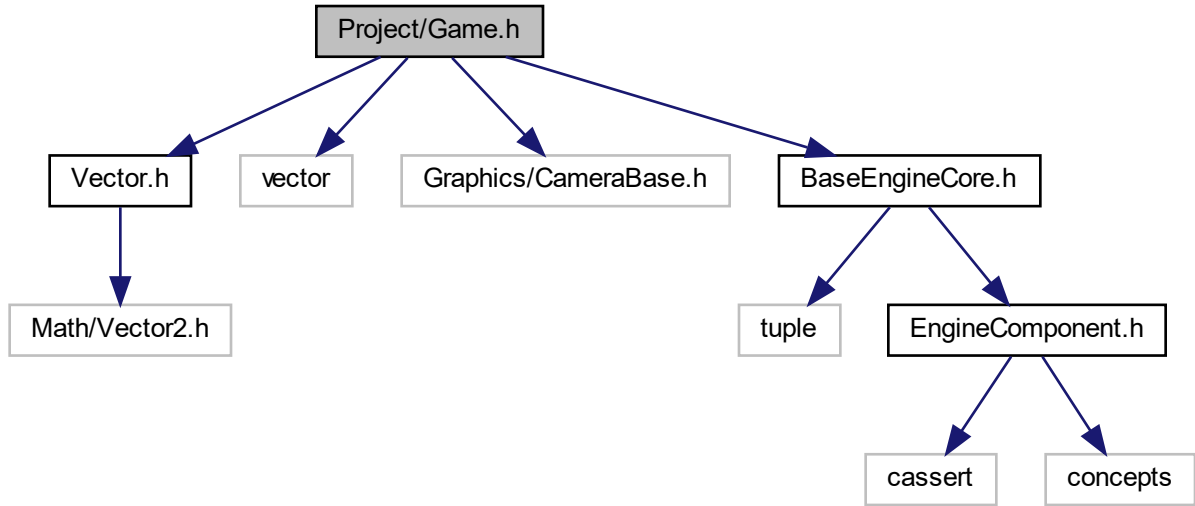 Project/Game.h
Vector.h
vector
Graphics/CameraBase.h
BaseEngineCore.h
Math/Vector2.h
tuple
EngineComponent.h
cassert
concepts